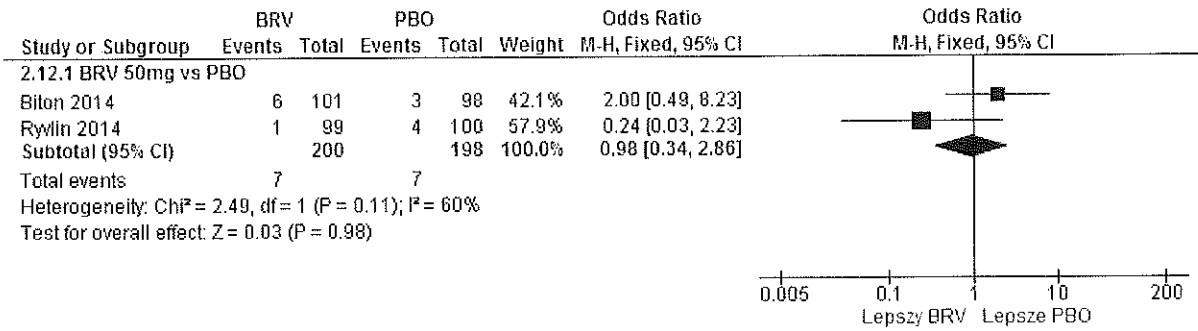 BRV PBO Odds Ratio Odds Ratio
Study or Subgroup Events Total Events Total Weight M-H, Fixed, 95% CI M-H, Fixed, 95% CI
2.12.1 BRV 50mg vs PBO
Biton 2014 6 101 3 98 42.1% 2.00 [0.49, 8.23]
Ryvlin 2014 1 99 4 100 57.9% 0.24 [0.03, 2.23]
Subtotal (95% CI) 200 198 100.0% 0.98 [0.34, 2.86]
Total events 7 7
Heterogeneity: Chi² = 2.49, df = 1 (P = 0.11); I² = 60%
Test for overall effect: Z = 0.03 (P = 0.98)
0.005 0.1 1 10 200
Lepszy BRV Lepsze PBO